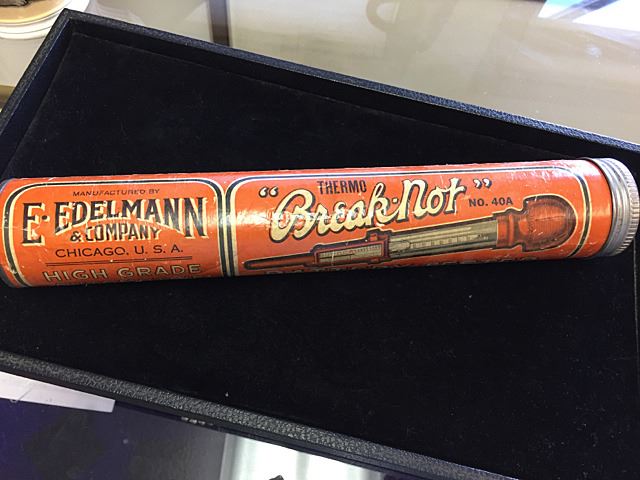 MANUFACTURED BY
E. EDELMANN
& COMPANY
CHICAGO, U. S. A.
HIGH GRADE
THERMO
“Break-Not”
NO. 40A